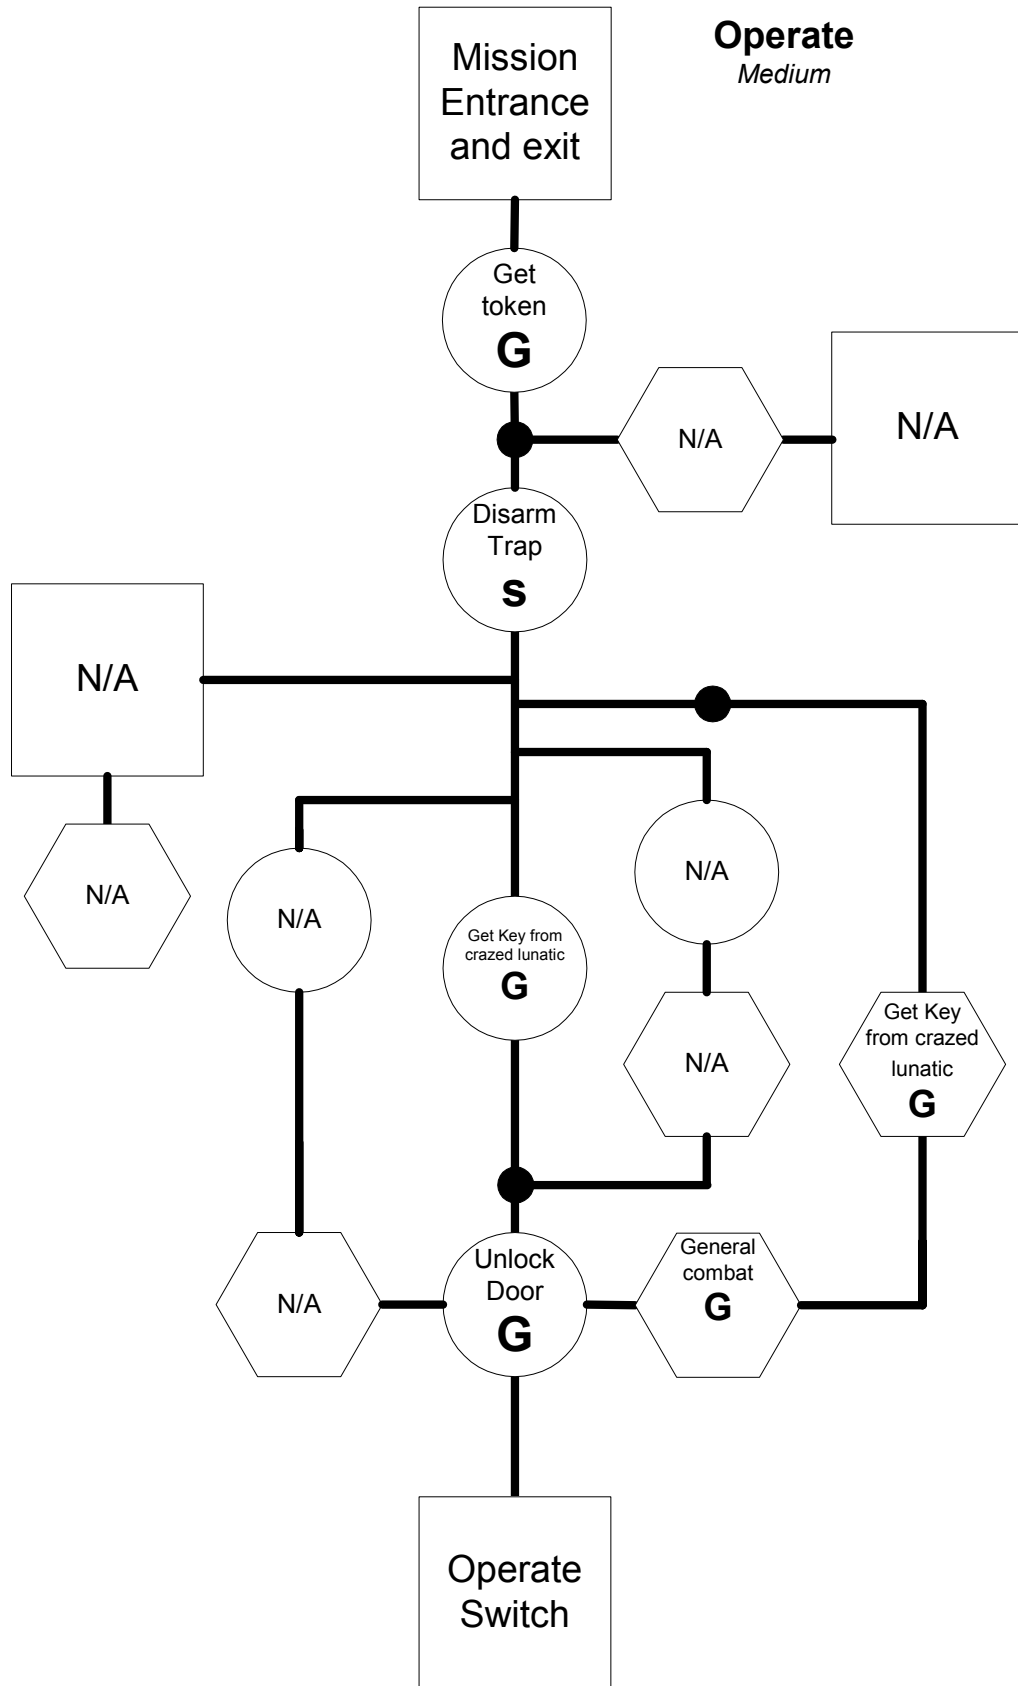 Operate
Medium
Mission
Entrance
and exit
Get
token
G
N/A
N/A
Disarm
Trap
s
N/A
N/A
N/A
N/A
Get Key from
crazed lunatic
G
N/A
Get Key
from crazed
lunatic
G
N/A
Unlock
Door
G
General
combat
G
Operate
Switch